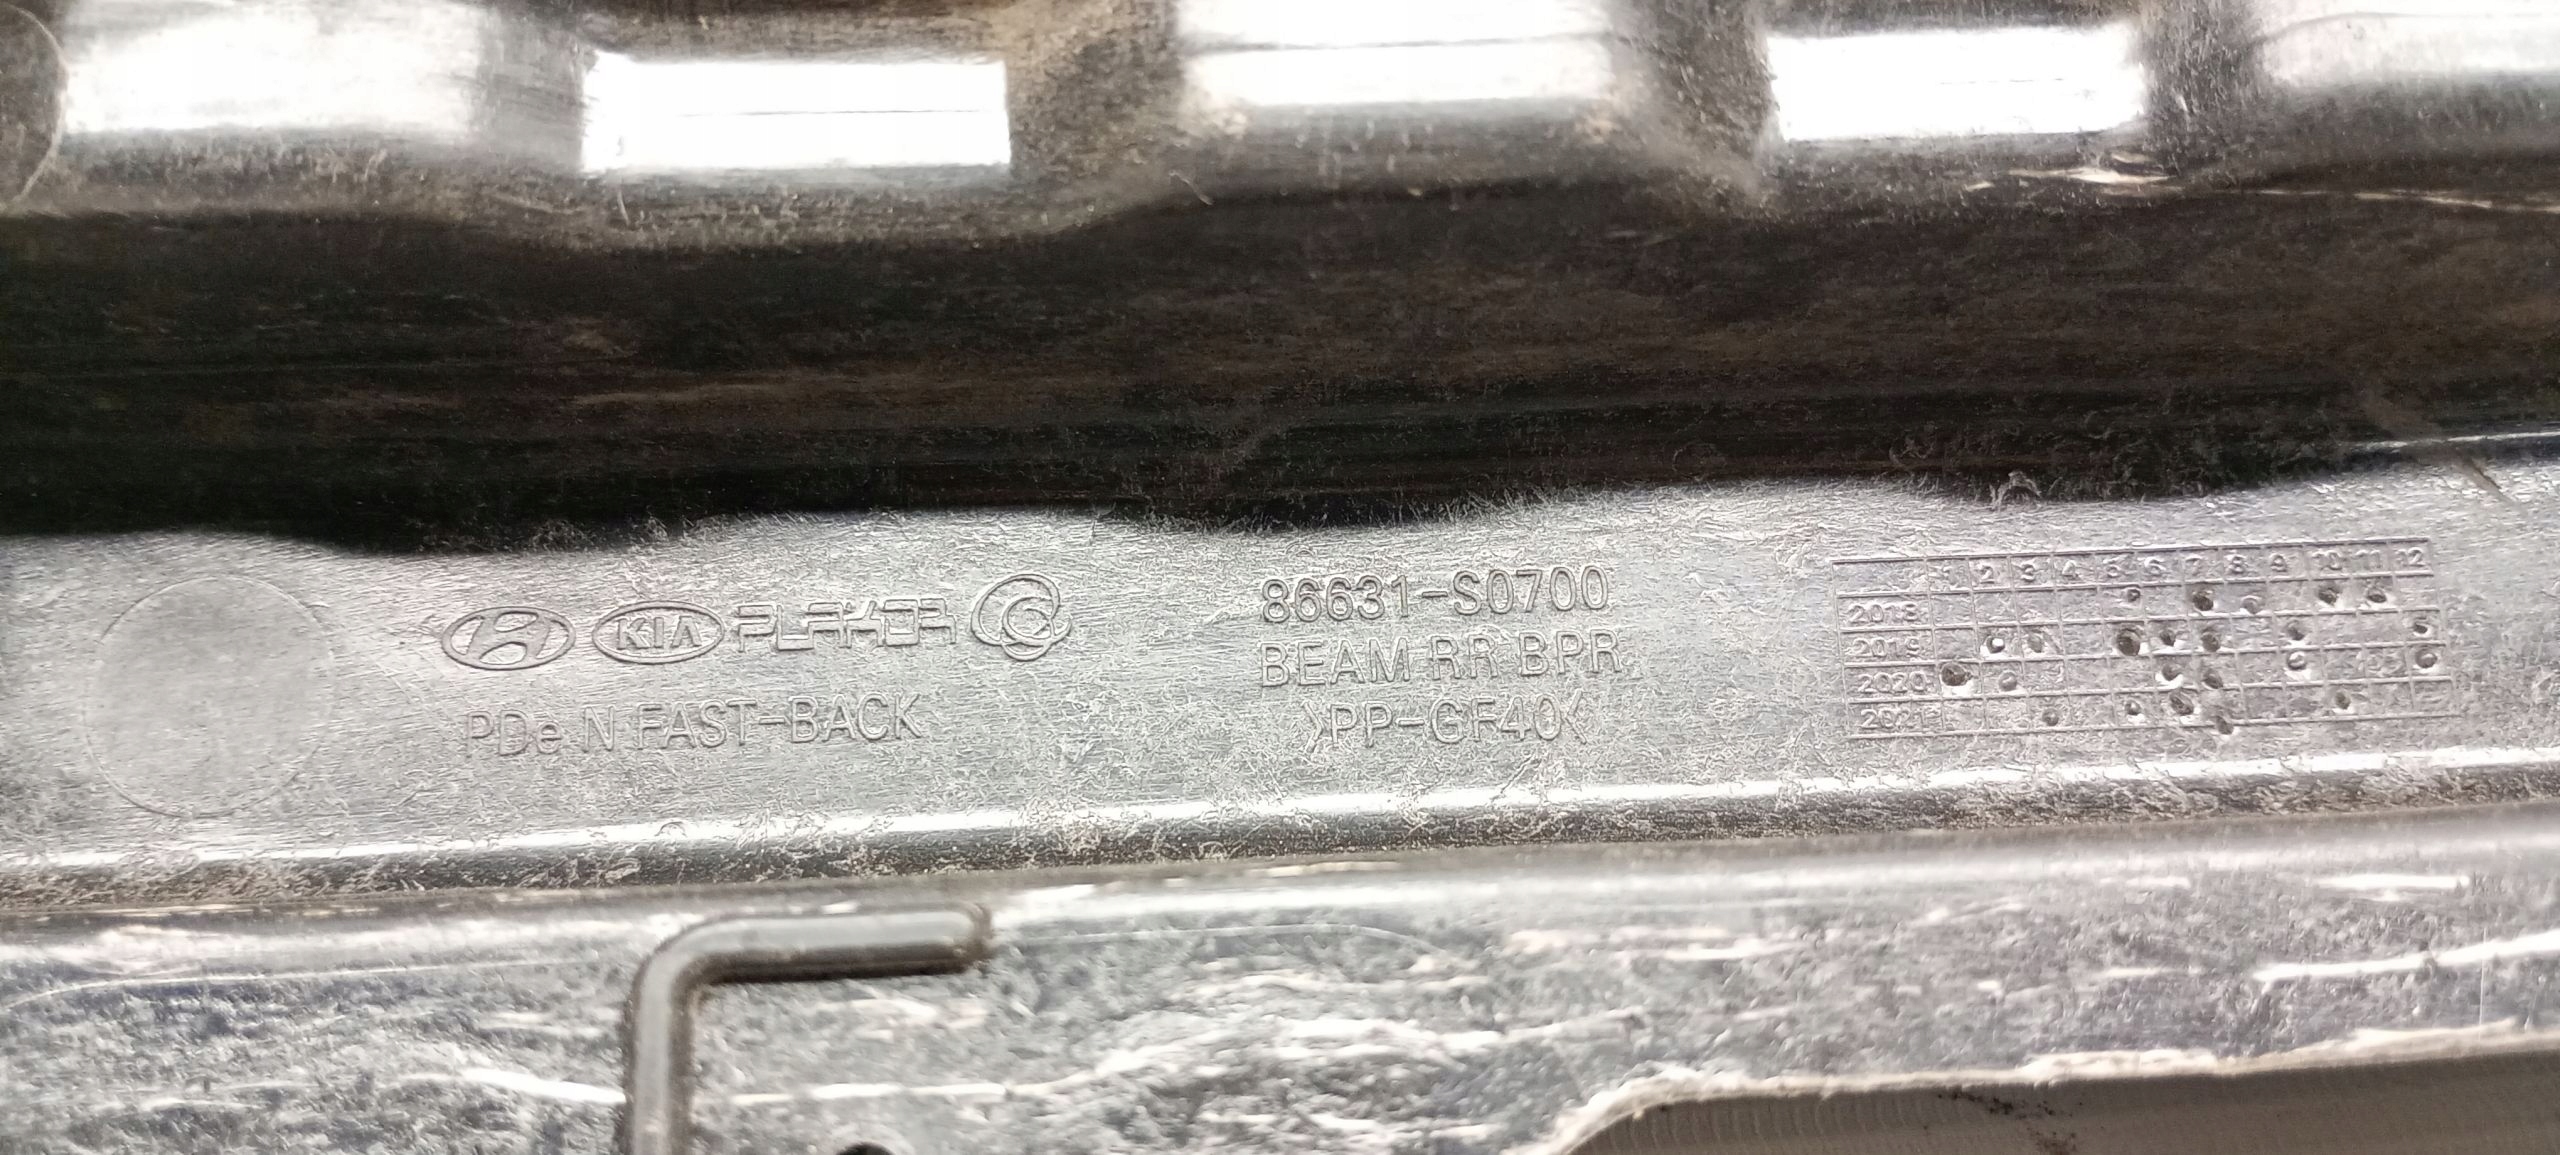 KIA PLAKOR
PDe N FAST-BACK
86631-S0700
BEAM RR BPR
>PP-GF40<
1 2 3 4 5 6 7 8 9 10 11 12
2018
2019
2020
2021